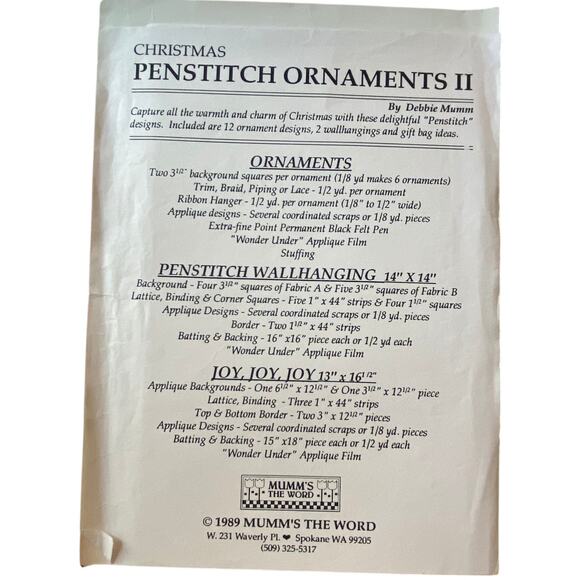 CHRISTMAS
PENSTITCH ORNAMENTS II
By Debbie Mumm
Capture all the warmth and charm of Christmas with these delightful "Penstitch"
designs. Included are 12 ornament designs, 2 wallhangings and gift bag ideas.
ORNAMENTS
Two 3 1/2" background squares per ornament (1/8 yd makes 6 ornaments)
Trim, Braid, Piping or Lace - 1/2 yd. per ornament
Ribbon Hanger - 1/2 yd. per ornament (1/8" to 1/2" wide)
Applique designs - Several coordinated scraps or 1/8 yd. pieces
Extra-fine Point Permanent Black Felt Pen
"Wonder Under" Applique Film
Stuffing
PENSTITCH WALLHANGING 14" X 14"
Background - Four 3 1/2" squares of Fabric A & Five 3 1/2" squares of Fabric B
Lattice, Binding & Corner Squares - Five 1" x 44" strips & Four 1 1/2" squares
Applique Designs - Several coordinated scraps or 1/8 yd. pieces
Border - Two 1 1/2" x 44" strips
Batting & Backing - 16" x16" piece each or 1/2 yd each
"Wonder Under" Applique Film
JOY, JOY, JOY 13" x 16 1/2"
Applique Backgrounds - One 6 1/2" x 12 1/2" & One 3 1/2" x 12 1/2" piece
Lattice, Binding - Three 1" x 44" strips
Top & Bottom Border - Two 3" x 12 1/2" pieces
Applique Designs - Several coordinated scraps or 1/8 yd. pieces
Batting & Backing - 15" x18" piece each or 1/2 yd each
"Wonder Under" Applique Film
MUMM'S
THE WORD
© 1989 MUMM'S THE WORD
W. 231 Waverly Pl. ❤ Spokane WA 99205
(509) 325-5317